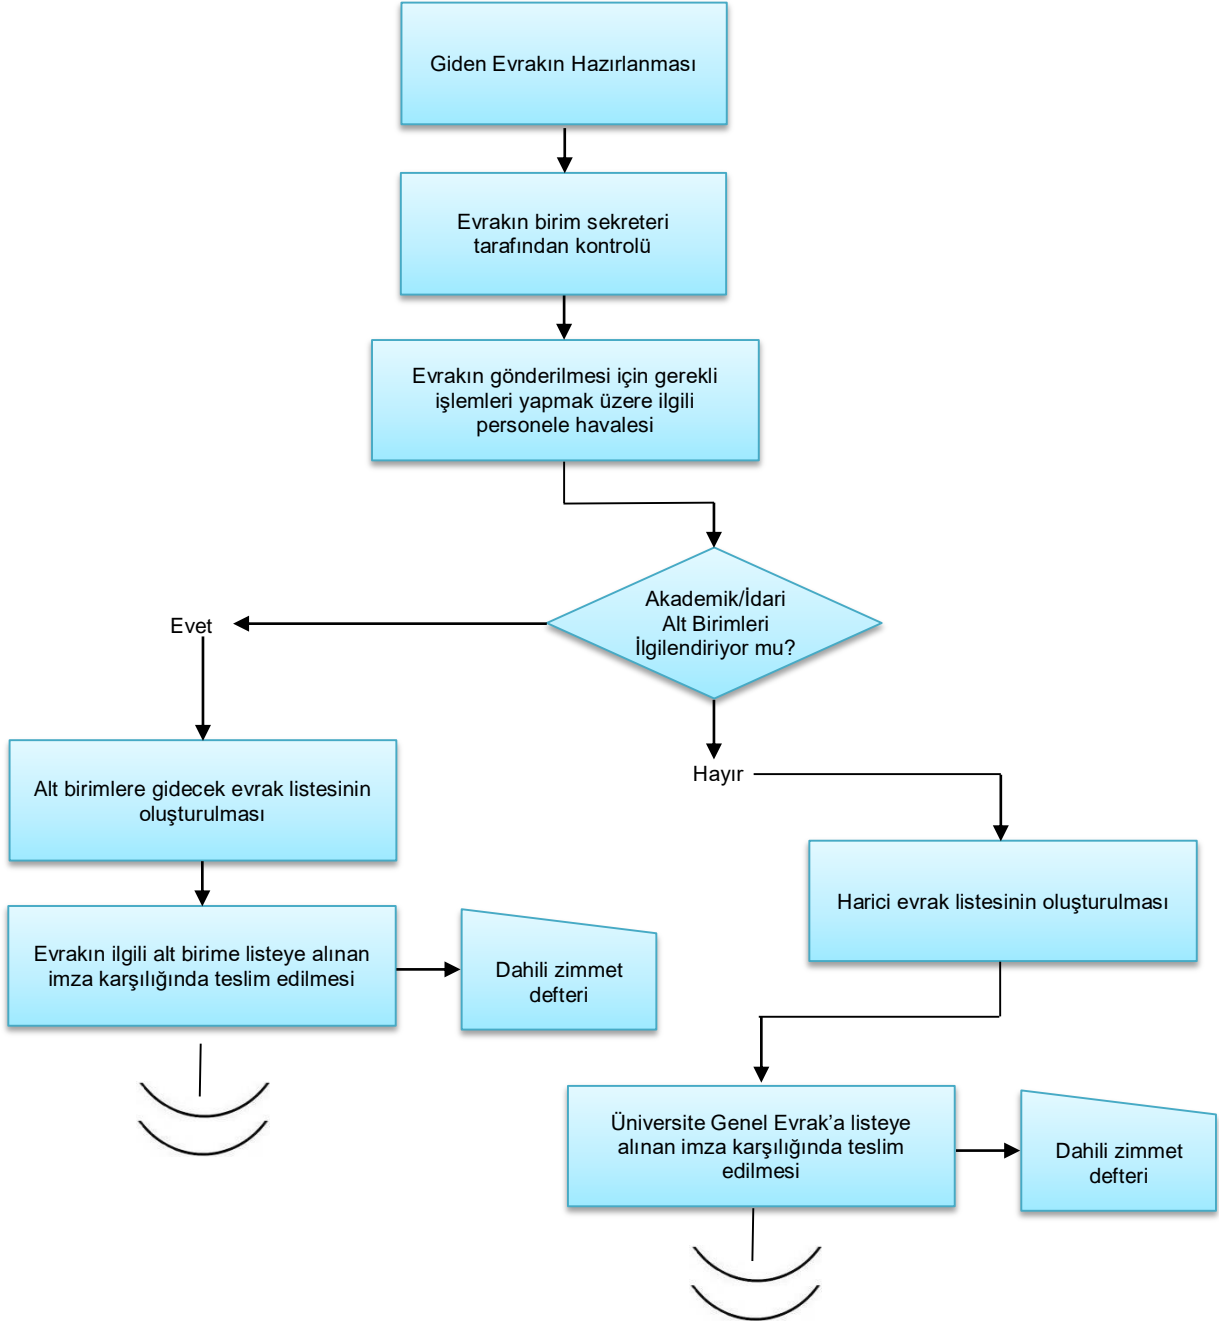 Giden Evrakın Hazırlanması
Evrakın birim sekreteri
tarafından kontrolü
Evrakın gönderilmesi için gerekli
işlemleri yapmak üzere ilgili
personele havalesi
Akademik/İdari
Alt Birimleri
İlgilendiriyor mu?
Evet
Hayır
Alt birimlere gidecek evrak listesinin
oluşturulması
Harici evrak listesinin oluşturulması
Evrakın ilgili alt birime listeye alınan
imza karşılığında teslim edilmesi
Dahili zimmet
defteri
Üniversite Genel Evrak’a listeye
alınan imza karşılığında teslim
edilmesi
Dahili zimmet
defteri